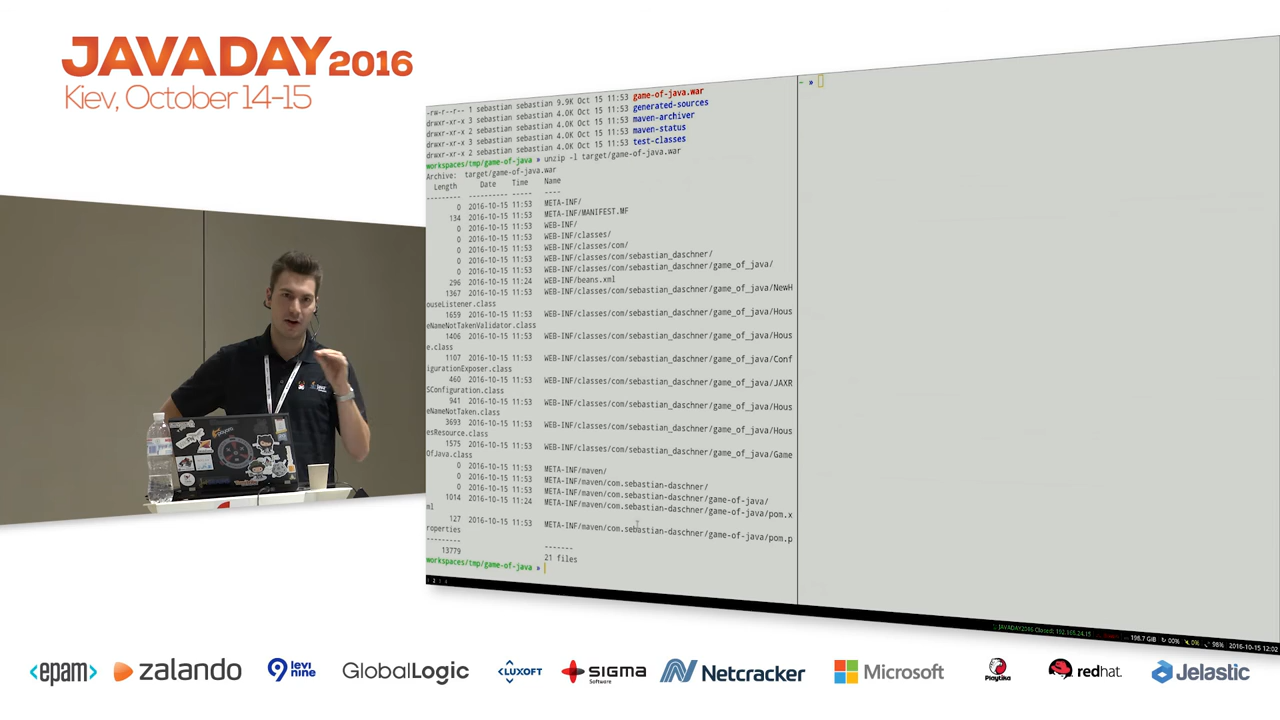 JAVADAY2016
Kiev, October 14-15
-rw-r--r-- 1 sebastian sebastian 9.9K Oct 15 11:53 game-of-java.war
drwxr-xr-x 3 sebastian sebastian 4.0K Oct 15 11:53 generated-sources
drwxr-xr-x 2 sebastian sebastian 4.0K Oct 15 11:53 maven-archiver
drwxr-xr-x 3 sebastian sebastian 4.0K Oct 15 11:53 maven-status
drwxr-xr-x 2 sebastian sebastian 4.0K Oct 15 11:53 test-classes
workspaces/tmp/game-of-java » unzip -l target/game-of-java.war
Archive: target/game-of-java.war
Length Date Time Name
--------- ---------- ----- ----
0 2016-10-15 11:53 META-INF/
134 2016-10-15 11:53 META-INF/MANIFEST.MF
0 2016-10-15 11:53 WEB-INF/
0 2016-10-15 11:53 WEB-INF/classes/
0 2016-10-15 11:53 WEB-INF/classes/com/
0 2016-10-15 11:53 WEB-INF/classes/com/sebastian_daschner/
0 2016-10-15 11:53 WEB-INF/classes/com/sebastian_daschner/game_of_java/
296 2016-10-15 11:24 WEB-INF/beans.xml
1367 2016-10-15 11:53 WEB-INF/classes/com/sebastian_daschner/game_of_java/NewH
ouseListener.class
1659 2016-10-15 11:53 WEB-INF/classes/com/sebastian_daschner/game_of_java/Hous
eNameNotTakenValidator.class
1406 2016-10-15 11:53 WEB-INF/classes/com/sebastian_daschner/game_of_java/Hous
e.class
1107 2016-10-15 11:53 WEB-INF/classes/com/sebastian_daschner/game_of_java/Conf
igurationExposer.class
460 2016-10-15 11:53 WEB-INF/classes/com/sebastian_daschner/game_of_java/JAXR
SConfiguration.class
941 2016-10-15 11:53 WEB-INF/classes/com/sebastian_daschner/game_of_java/Hous
eNameNotTaken.class
3693 2016-10-15 11:53 WEB-INF/classes/com/sebastian_daschner/game_of_java/Hous
esResource.class
1575 2016-10-15 11:53 WEB-INF/classes/com/sebastian_daschner/game_of_java/Game
OfJava.class
0 2016-10-15 11:53 META-INF/maven/
0 2016-10-15 11:53 META-INF/maven/com.sebastian-daschner/
0 2016-10-15 11:53 META-INF/maven/com.sebastian-daschner/game-of-java/
1014 2016-10-15 11:24 META-INF/maven/com.sebastian-daschner/game-of-java/pom.x
ml
127 2016-10-15 11:53 META-INF/maven/com.sebastian-daschner/game-of-java/pom.p
roperties
--------- -------
13779 21 files
workspaces/tmp/game-of-java »
~ »
198.7 GiB 00% 0% 98% 2016-10-15 12:02
<epam> zalando 9 levi nine GlobalLogic LUXOFT SIGMA Software Netcracker Microsoft Playtika redhat. Jelastic